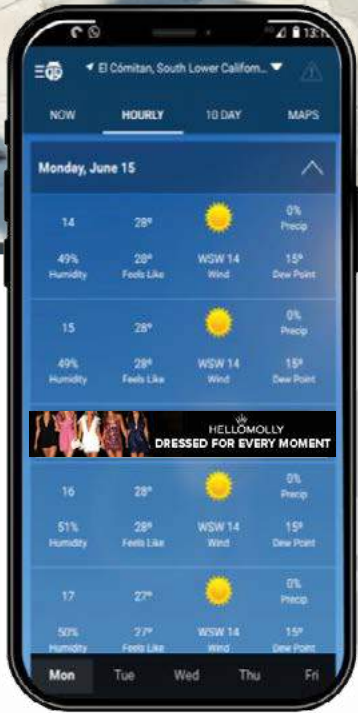 13:1
El Cómitan, South Lower Californ...
NOW HOURLY 10 DAY MAPS
Monday, June 15
14 28° 0%
Precip
49% 28° WSW 14 15°
Humidity Feels Like Wind Dew Point
15 28° 0%
Precip
49% 28° WSW 14 15°
Humidity Feels Like Wind Dew Point
HELLOMOLLY
DRESSED FOR EVERY MOMENT
16 28° 0%
Precip
51% 28° WSW 14 15°
Humidity Feels Like Wind Dew Point
17 27° 0%
Precip
50% 27° WSW 14 15°
Humidity Feels Like Wind Dew Point
Mon Tue Wed Thu Fri